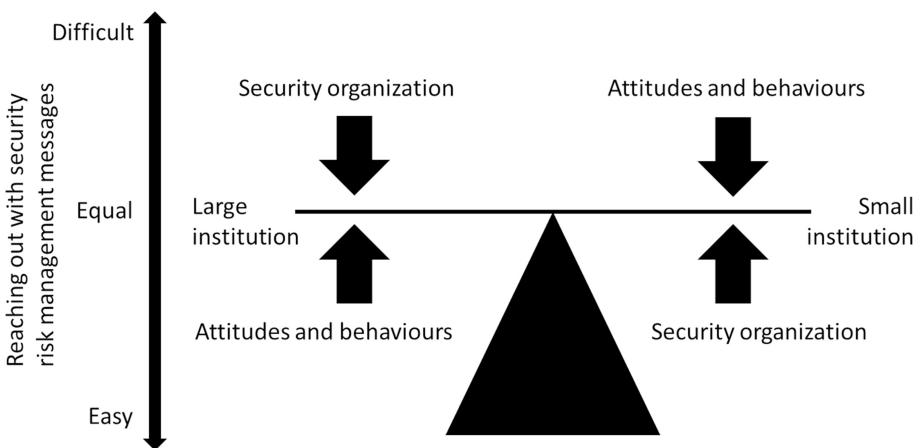 Difficult
Reaching out with security
risk management messages
Equal
Easy
Security organization
Attitudes and behaviours
Large
institution
Small
institution
Attitudes and behaviours
Security organization